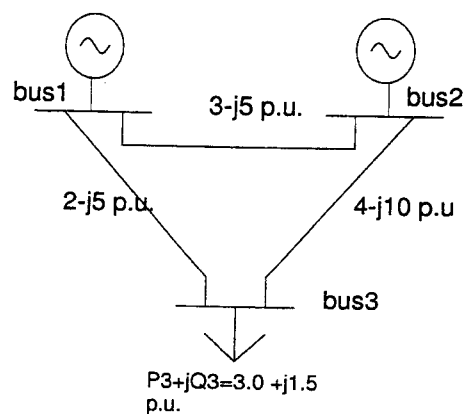 bus1
bus2
3-j5 p.u.
2-j5 p.u.
4-j10 p.u
bus3
P3+jQ3=3.0 +j1.5
p.u.